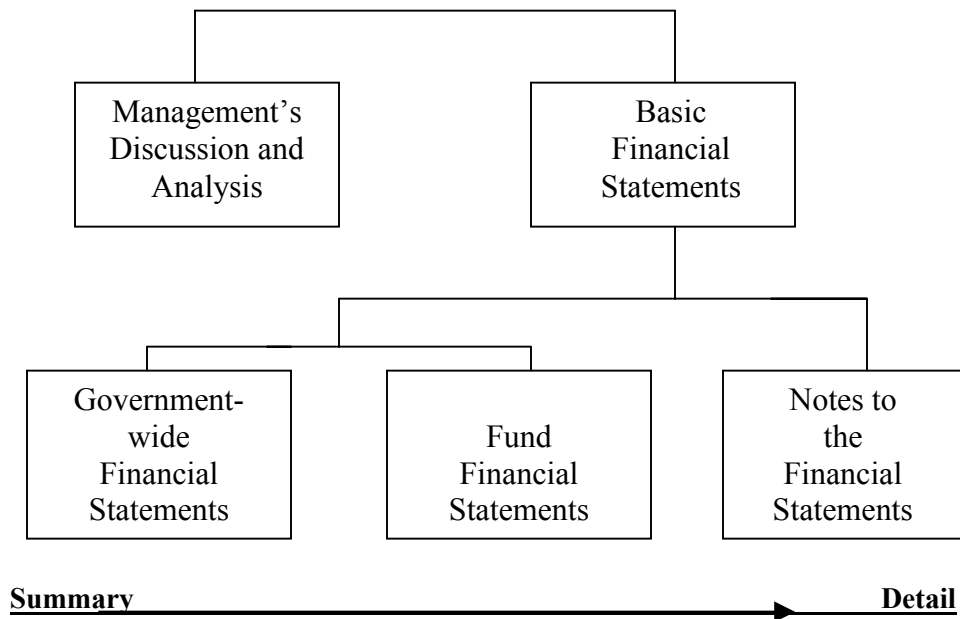 Management’s
Discussion and
Analysis
Basic
Financial
Statements
Government-
wide
Financial
Statements
Fund
Financial
Statements
Notes to
the
Financial
Statements
Summary Detail